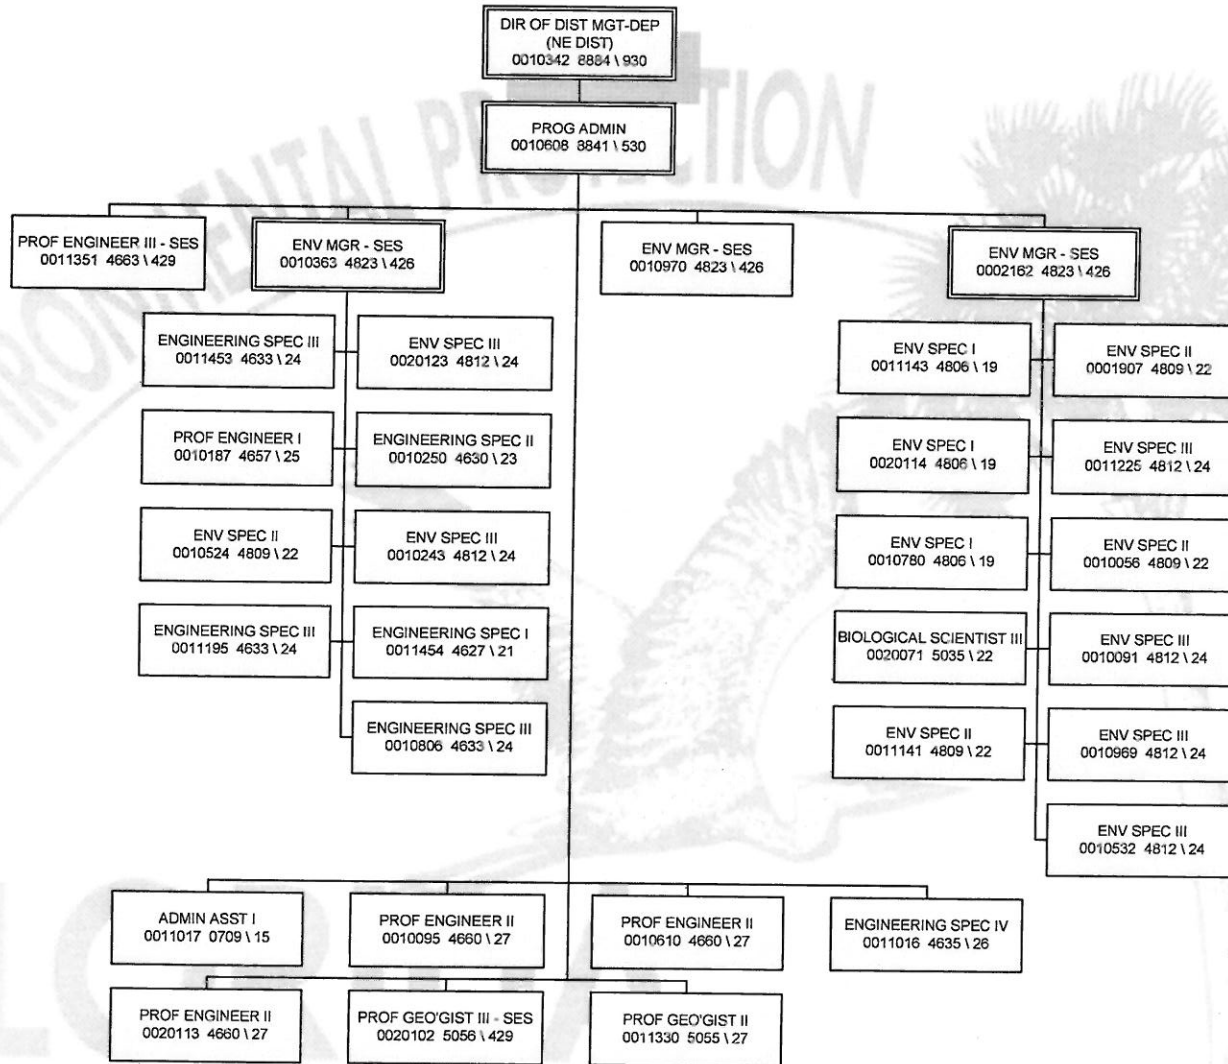 DIR OF DIST MGT-DEP
(NE DIST)
0010342 8884 \ 930
PROG ADMIN
0010608 8841 \ 530
ENVIRONMENTAL PROTECTION
PROF ENGINEER III - SES
0011351 4663 \ 429
ENV MGR - SES
0010363 4823 \ 426
ENV MGR - SES
0010970 4823 \ 426
ENV MGR - SES
0002162 4823 \ 426
ENGINEERING SPEC III
0011453 4633 \ 24
ENV SPEC III
0020123 4812 \ 24
PROF ENGINEER I
0010187 4657 \ 25
ENGINEERING SPEC II
0010250 4630 \ 23
ENV SPEC II
0010524 4809 \ 22
ENV SPEC III
0010243 4812 \ 24
ENGINEERING SPEC III
0011195 4633 \ 24
ENGINEERING SPEC I
0011454 4627 \ 21
ENGINEERING SPEC III
0010806 4633 \ 24
ENV SPEC I
0011143 4806 \ 19
ENV SPEC II
0001907 4809 \ 22
ENV SPEC I
0020114 4806 \ 19
ENV SPEC III
0011225 4812 \ 24
ENV SPEC I
0010780 4806 \ 19
ENV SPEC II
0010056 4809 \ 22
BIOLOGICAL SCIENTIST III
0020071 5035 \ 22
ENV SPEC III
0010091 4812 \ 24
ENV SPEC II
0011141 4809 \ 22
ENV SPEC III
0010969 4812 \ 24
ENV SPEC III
0010532 4812 \ 24
ADMIN ASST I
0011017 0709 \ 15
PROF ENGINEER II
0010095 4660 \ 27
PROF ENGINEER II
0010610 4660 \ 27
ENGINEERING SPEC IV
0011016 4635 \ 26
PROF ENGINEER II
0020113 4660 \ 27
PROF GEO'GIST III - SES
0020102 5056 \ 429
PROF GEO'GIST II
0011330 5055 \ 27